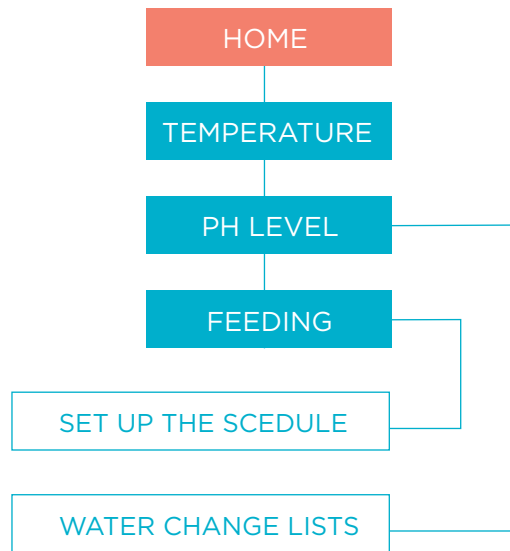 HOME
TEMPERATURE
PH LEVEL
FEEDING
SET UP THE SCEDULE
WATER CHANGE LISTS